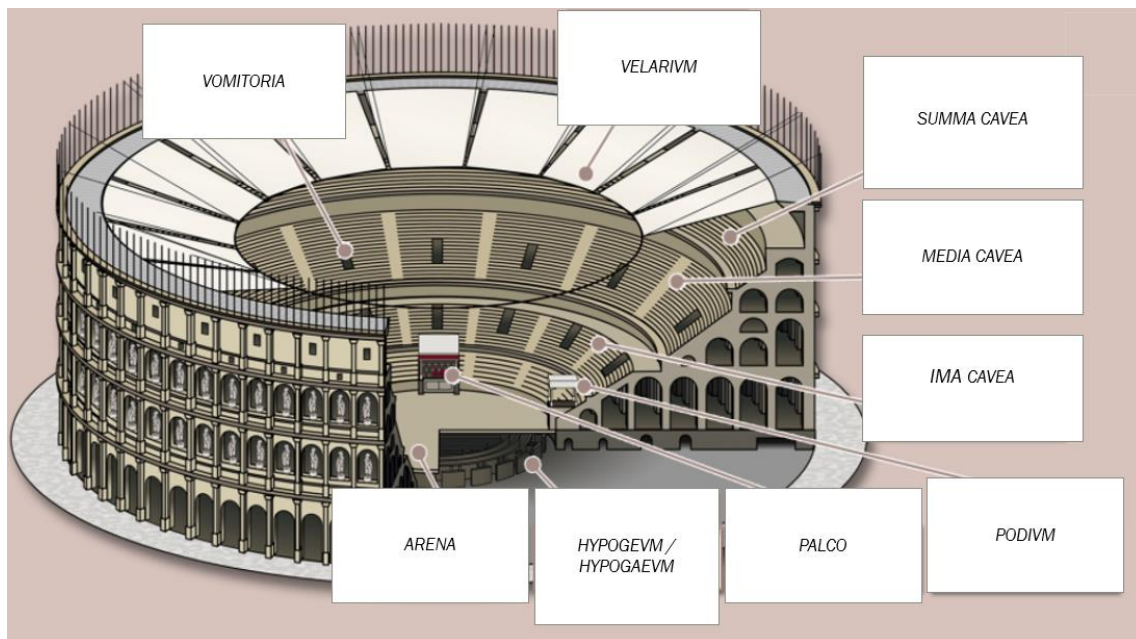 VOMITORIA
VELARIVM
SUMMA CAVEA
MEDIA CAVEA
IMA CAVEA
ARENA
HYPOGEVM /
HYPOGAEVM
PALCO
PODIVM